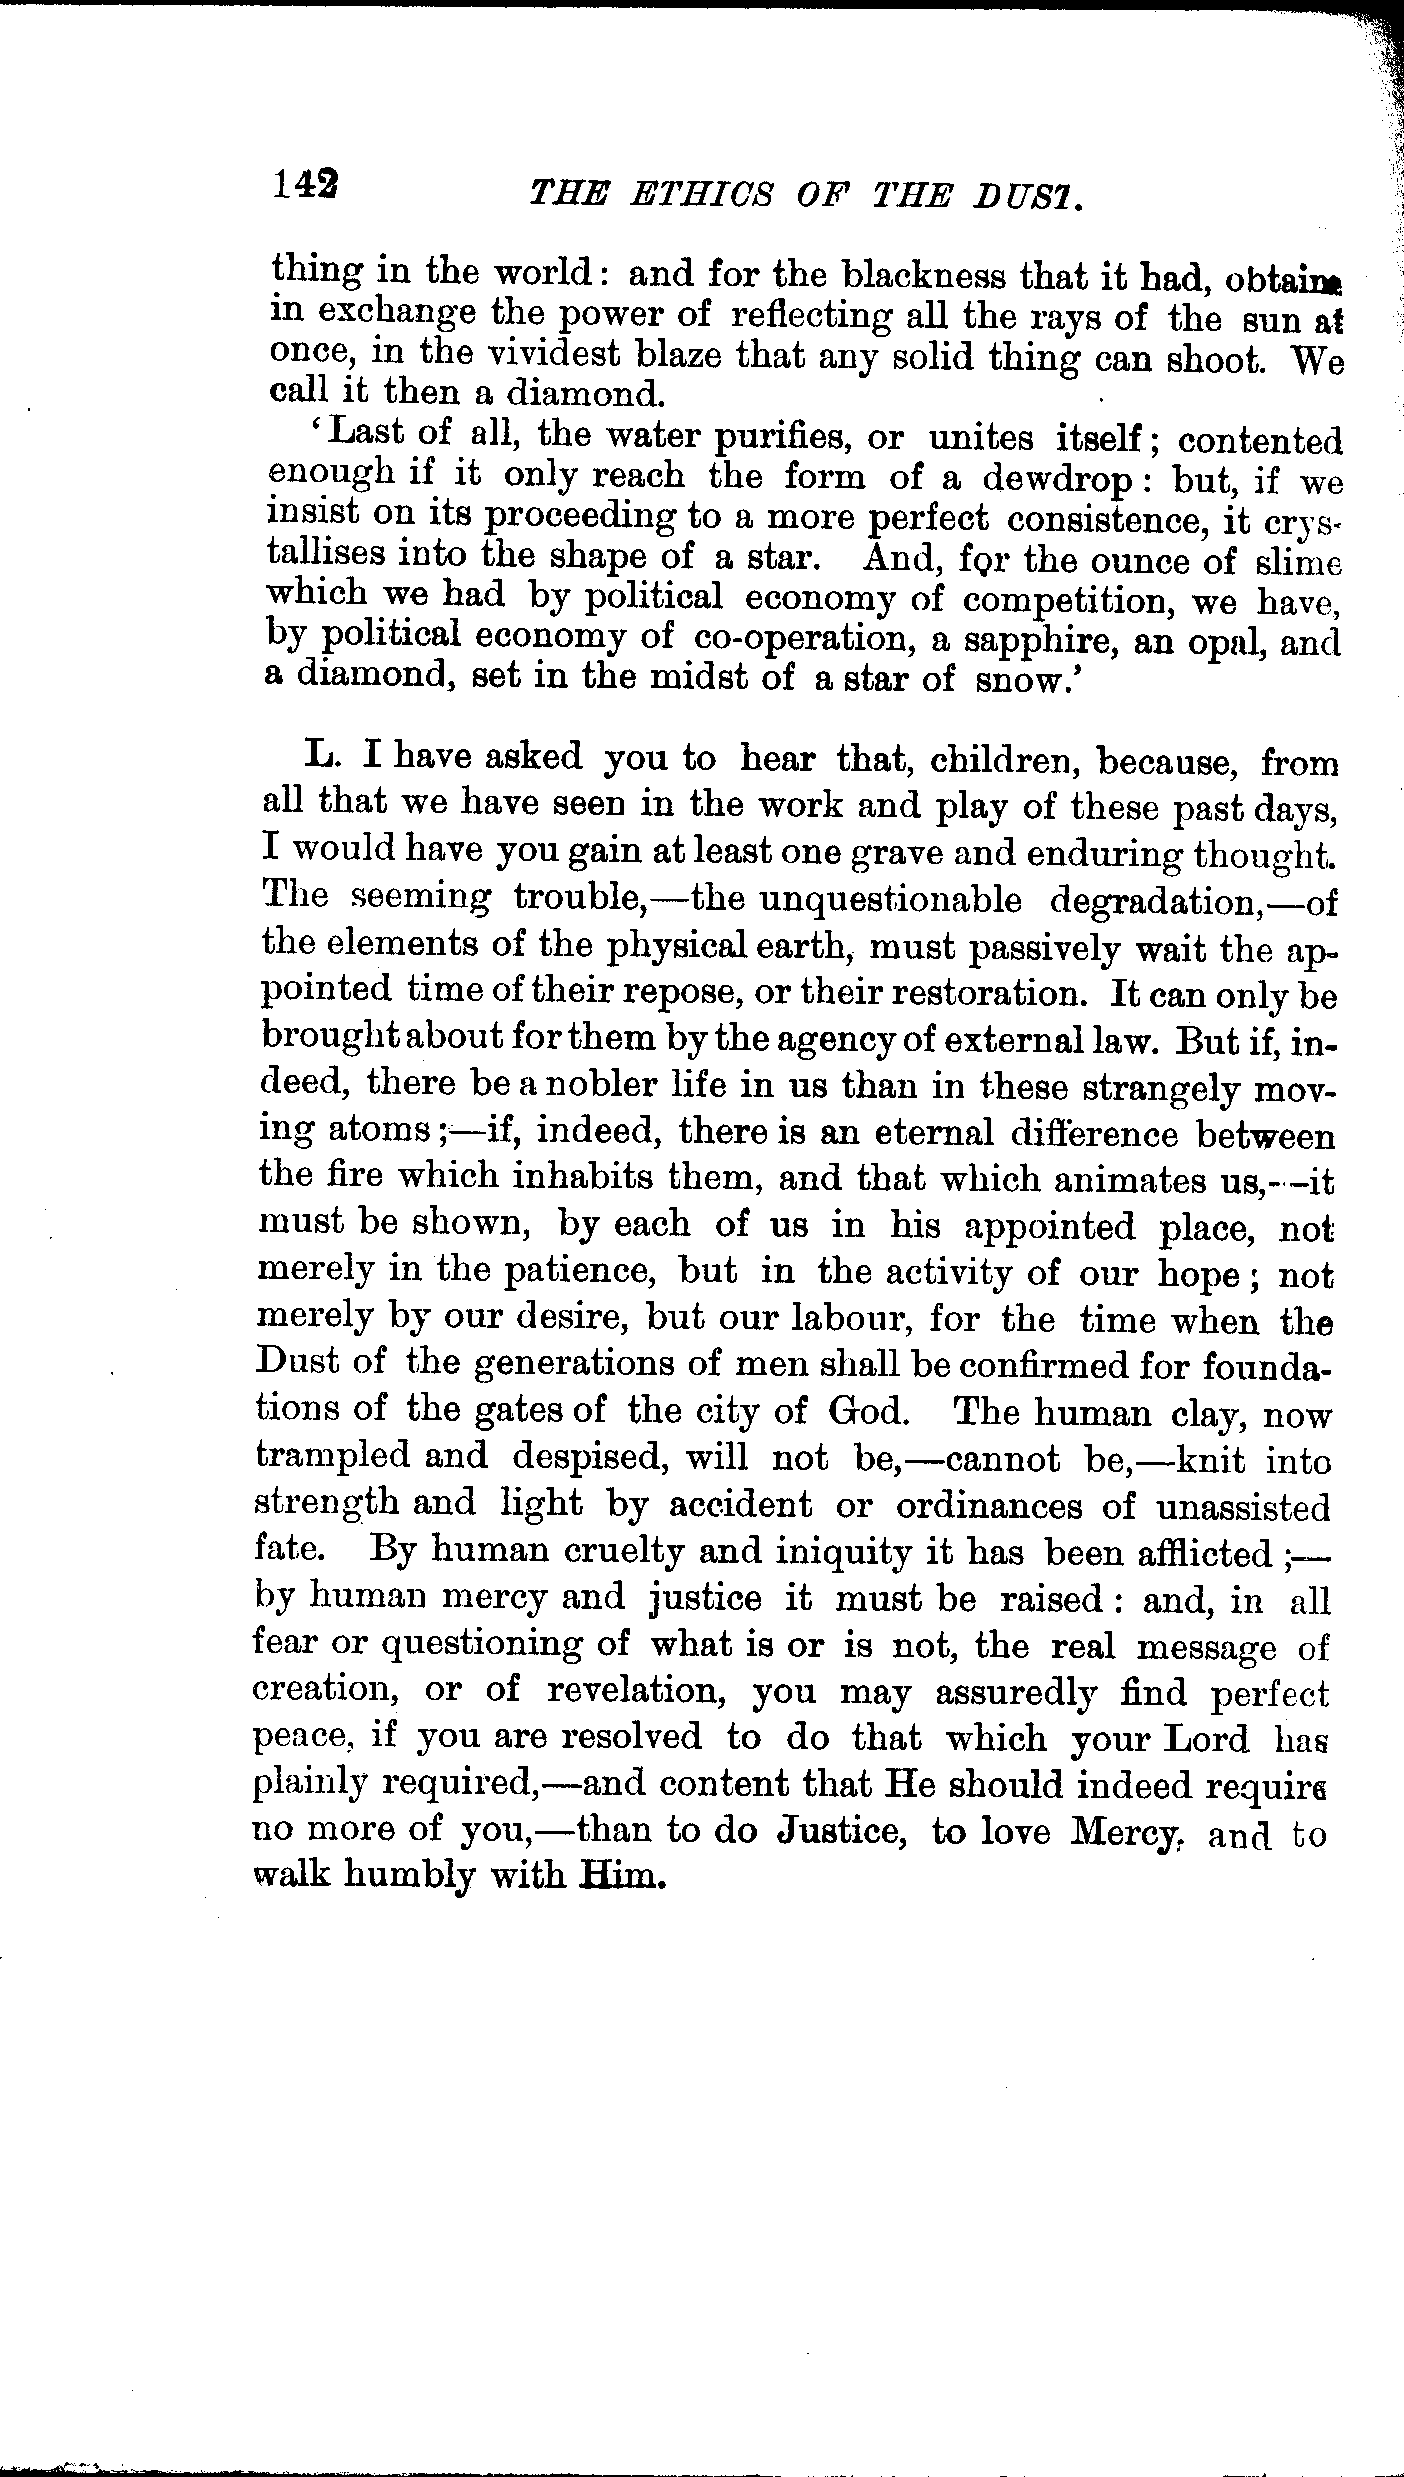 142 THE ETHICS OF THE DUST.
thing in the world: and for the blackness that it had, obtains
in exchange the power of reflecting all the rays of the sun at
once, in the vividest blaze that any solid thing can shoot. We
call it then a diamond.
‘Last of all, the water purifies, or unites itself; contented
enough if it only reach the form of a dewdrop: but, if we
insist on its proceeding to a more perfect consistence, it crys-
tallises into the shape of a star. And, for the ounce of slime
which we had by political economy of competition, we have,
by political economy of co-operation, a sapphire, an opal, and
a diamond, set in the midst of a star of snow.’
L. I have asked you to hear that, children, because, from
all that we have seen in the work and play of these past days,
I would have you gain at least one grave and enduring thought.
The seeming trouble,—the unquestionable degradation,—of
the elements of the physical earth, must passively wait the ap-
pointed time of their repose, or their restoration. It can only be
brought about for them by the agency of external law. But if, in-
deed, there be a nobler life in us than in these strangely mov-
ing atoms;—if, indeed, there is an eternal difference between
the fire which inhabits them, and that which animates us,—it
must be shown, by each of us in his appointed place, not
merely in the patience, but in the activity of our hope; not
merely by our desire, but our labour, for the time when the
Dust of the generations of men shall be confirmed for founda-
tions of the gates of the city of God. The human clay, now
trampled and despised, will not be,—cannot be,—knit into
strength and light by accident or ordinances of unassisted
fate. By human cruelty and iniquity it has been afflicted;—
by human mercy and justice it must be raised: and, in all
fear or questioning of what is or is not, the real message of
creation, or of revelation, you may assuredly find perfect
peace, if you are resolved to do that which your Lord has
plainly required,—and content that He should indeed require
no more of you,—than to do Justice, to love Mercy, and to
walk humbly with Him.